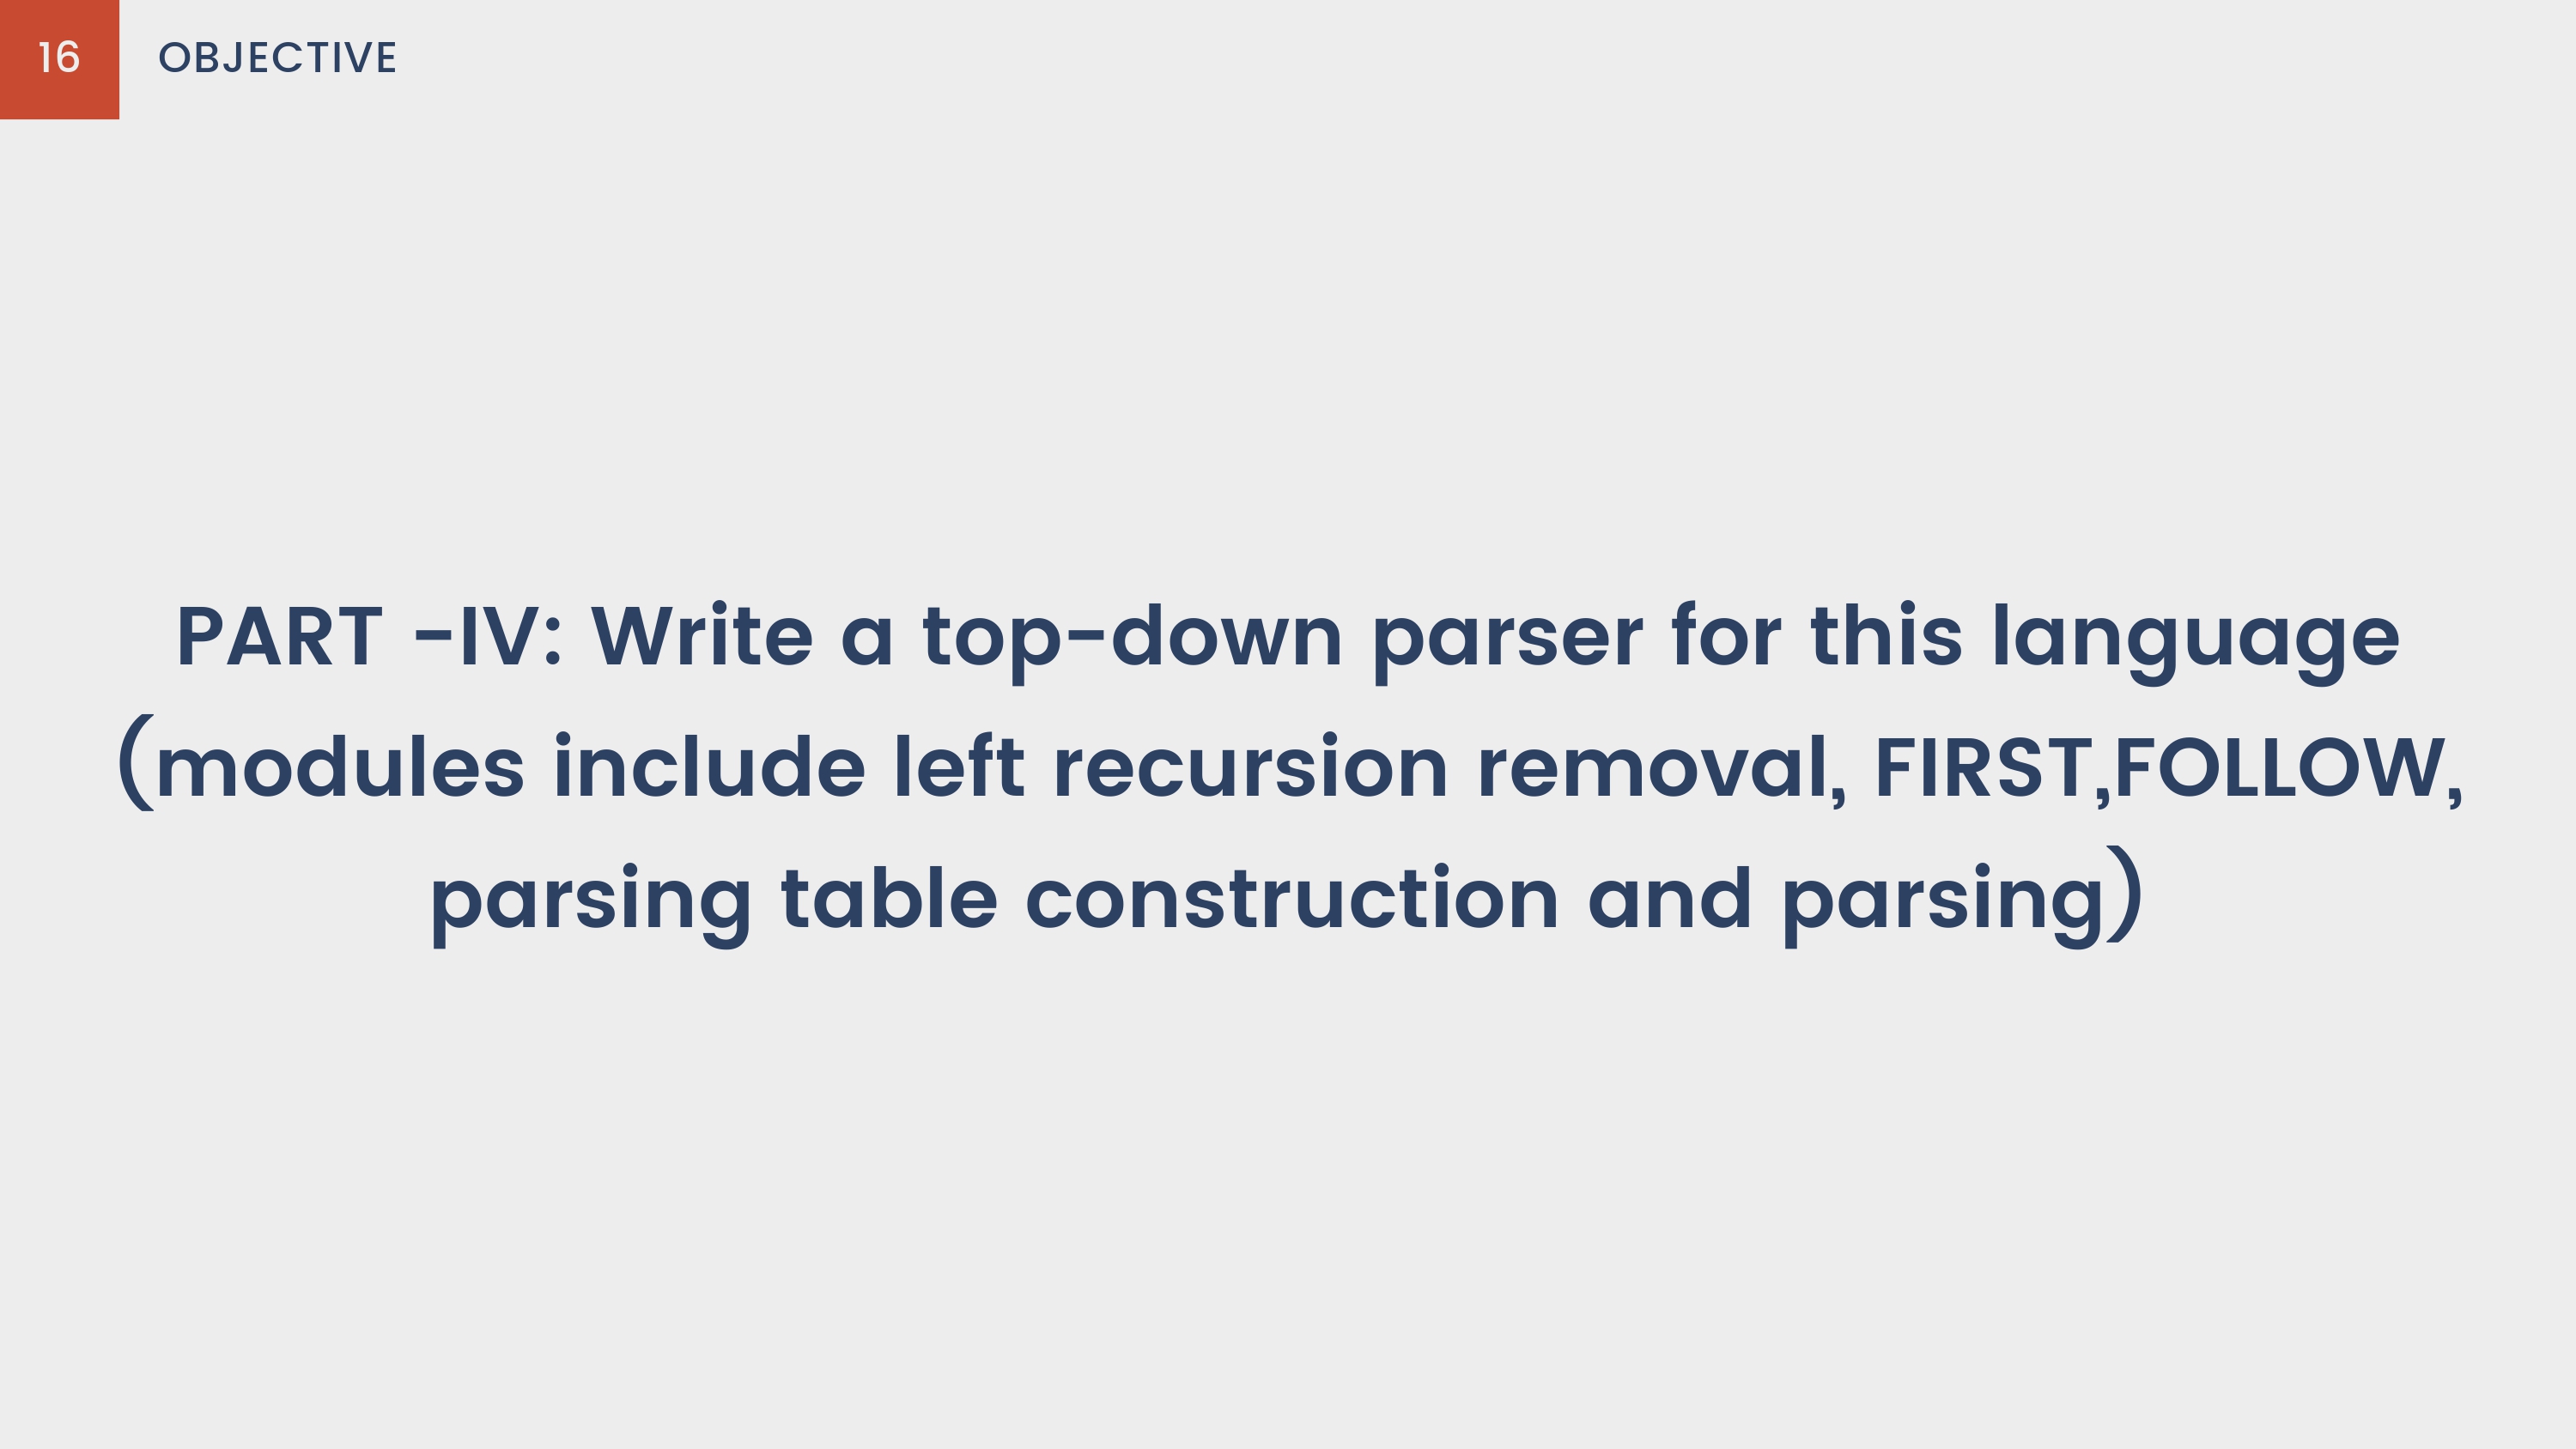 16
OBJECTIVE
PART -IV: Write a top-down parser for this language
(modules include left recursion removal, FIRST,FOLLOW,
parsing table construction and parsing)